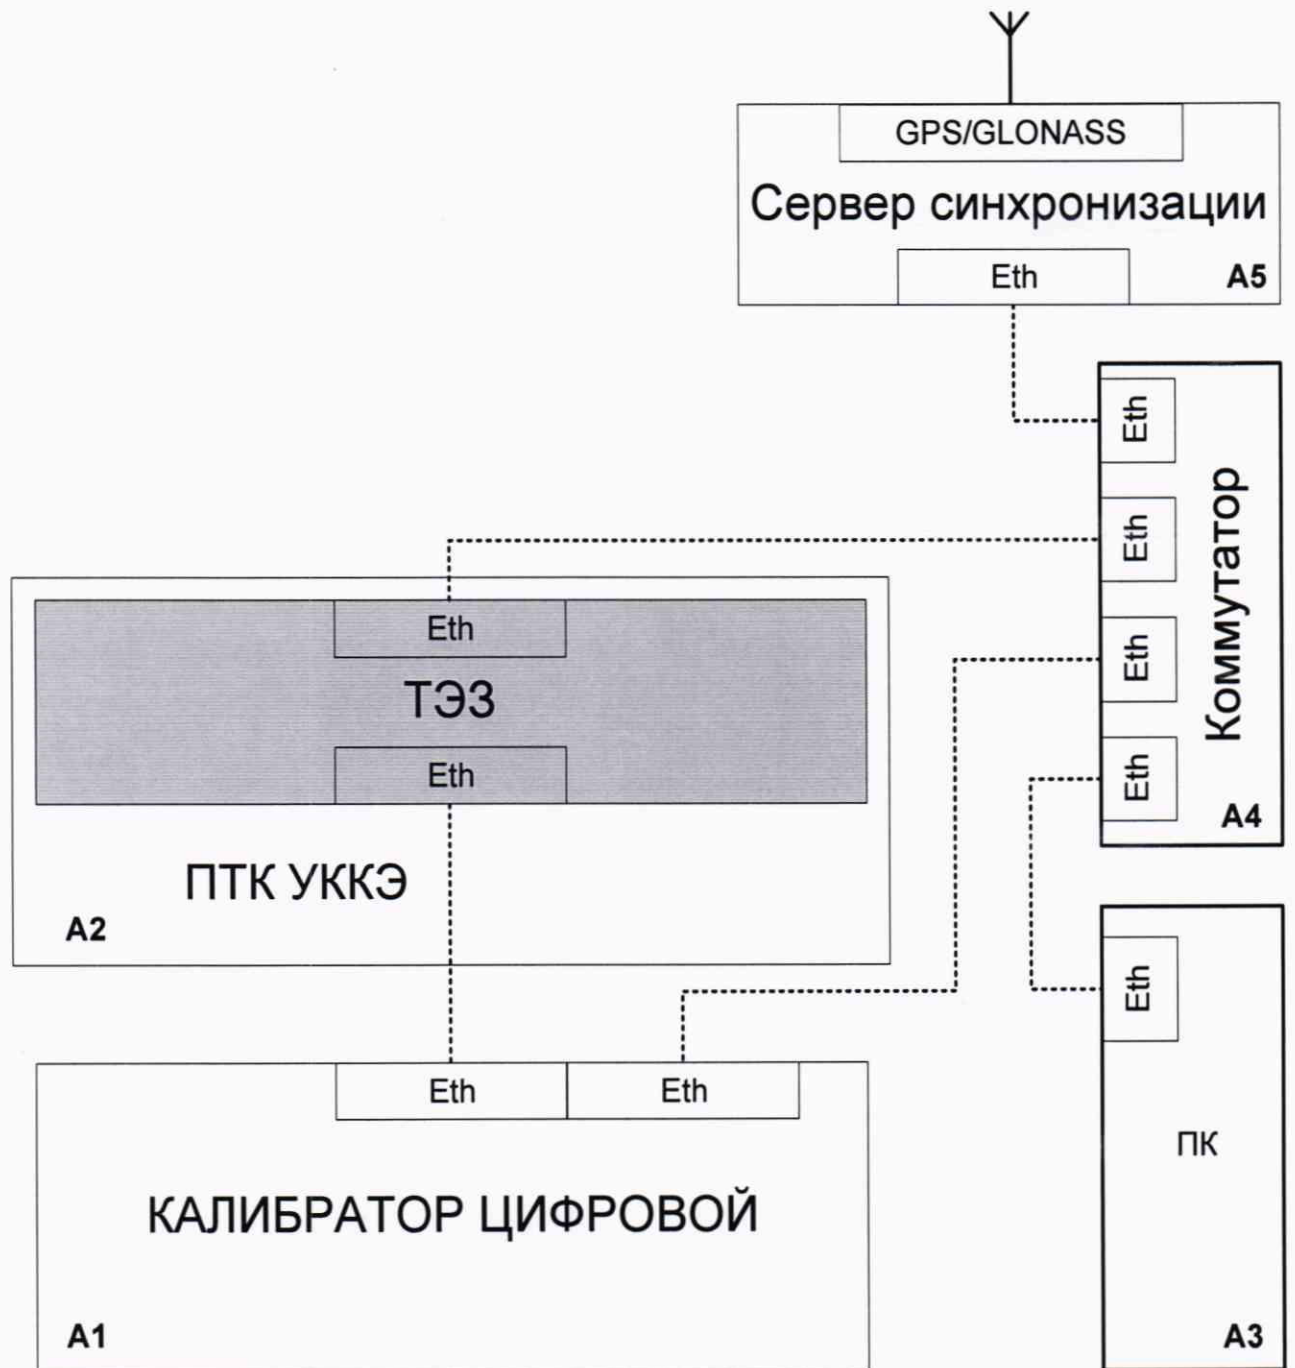 GPS/GLONASS
Сервер синхронизации
Eth
A5
Eth
Eth
Eth
Eth
Коммутатор
A4
Eth
ТЭЗ
Eth
ПТК УККЭ
A2
Eth
ПК
A3
Eth
Eth
КАЛИБРАТОР ЦИФРОВОЙ
A1